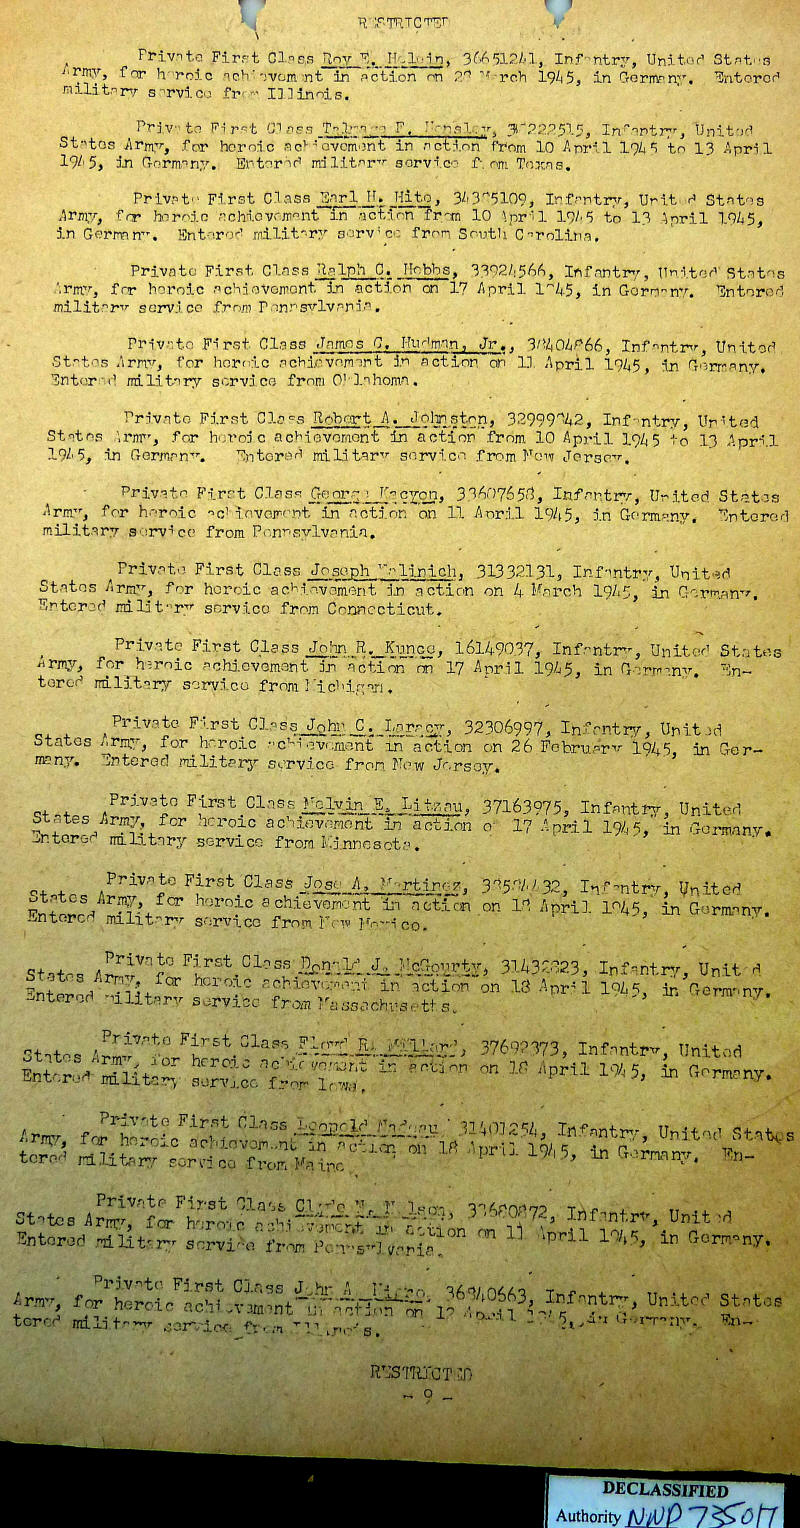 RESTRICTED
Private First Class Roy E. 36651241, Infantry, United States
Army, for heroic achievement in action on March 1945, in Germany. Entered
military service from Illinois.
Private First Class F. Infantry, United
States Army, for heroic achievement in action from 10 April 1945 to 13 April
1945, in Germany. Entered military service from Texas.
Private First Class Earl H. Hite, Infantry, United States
Army, for heroic achievement in action from 10 April 1945 to 13 April 1945,
in Germany. Entered military service from South Carolina.
Private First Class Ralph C. Hobbs, 33924566, Infantry, United States
Army, for heroic achievement in action on 17 April 1945, in Germany. Entered
military service from Pennsylvania.
Private First Class James C. Hudman, Jr., Infantry, United
States Army, for heroic achievement in action on 11 April 1945, in Germany.
Entered military service from Oklahoma.
Private First Class Robert A. Johnston, Infantry, United
States Army, for heroic achievement in action from 10 April 1945 to 13 April
1945, in Germany. Entered military service from New Jersey.
Private First Class George 33607658, Infantry, United States
Army, for heroic achievement in action on 11 April 1945, in Germany. Entered
military service from Pennsylvania.
Private First Class Joseph 31332131, Infantry, United
States Army, for heroic achievement in action on 4 March 1945, in Germany.
Entered military service from Connecticut.
Private First Class John R. Kunce, 16149037, Infantry, United States
Army, for heroic achievement in action on 17 April 1945, in Germany. En-
tered military service from Michigan.
Private First Class John C. 32306997, Infantry, United
States Army, for heroic achievement in action on 26 February 1945, in Ger-
many. Entered military service from New Jersey.
Private First Class Melvin E. Litzau, 37163975, Infantry, United
States Army, for heroic achievement in action on 17 April 1945, in Germany.
Entered military service from Minnesota.
Private First Class Jose A. Martinez, Infantry, United
States Army, for heroic achievement in action on 18 April 1945, in Germany.
Entered military service from New Mexico.
Private First Class Donald J. McGourty, Infantry, United
States Army, for heroic achievement in action on 18 April 1945, in Germany.
Entered military service from Massachusetts.
Private First Class Floyd R. Millard, Infantry, United
States Army, for heroic achievement in action on 18 April 1945, in Germany.
Entered military service from Iowa.
Private First Class Leopold 31401254, Infantry, United States
Army, for heroic achievement in action on 18 April 1945, in Germany. En-
tered military service from Maine
Private First Class Infantry, United
States Army, for heroic achievement in action on 11 April 1945, in Germany.
Entered military service from Pennsylvania.
Private First Class John A. Infantry, United States
Army, for heroic achievement in action on April 1945, in Germany. En-
tered military service from Illinois.
RESTRICTED
- 9 -
DECLASSIFIED
Authority NND 735017